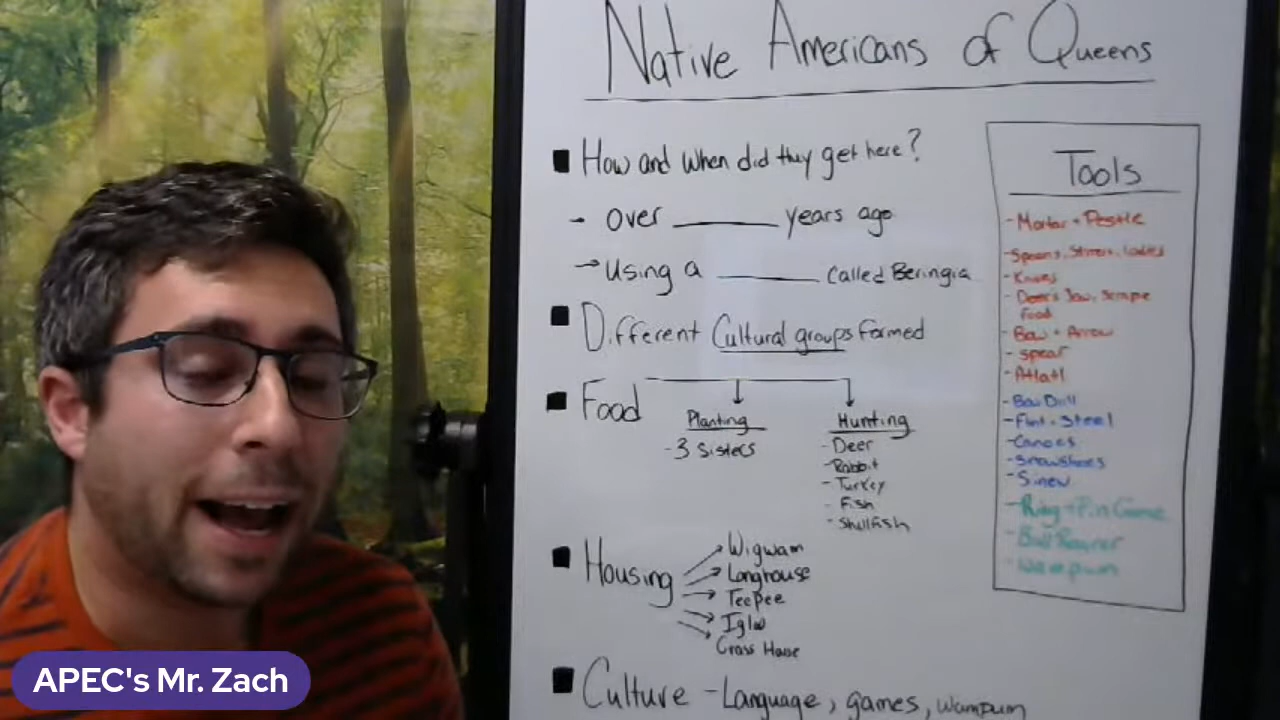 Native Americans of Queens
How and when did they get here?
- over ______ years ago
→ Using a ______ called Beringia
Different Cultural groups formed
Food
Planting
- 3 Sisters
Hunting
- Deer
- Rabbit
- Turkey
- Fish
- Shellfish
Housing
Wigwam
Longhouse
TeePee
Igloo
Grass House
Culture - Language, games, wampum
Tools
- Mortar + Pestle
- Spoons, Stirrers, ladles
- Knives
- Deer's Jaw, Scrape
food
- Bow + Arrow
- spear
- Atlatl
- Bow Drill
- Flint + Steel
- Canoes
- Snowshoes
- Sinew
- Ring + Pin Game
- Bull Roarer
- Wampum
APEC's Mr. Zach